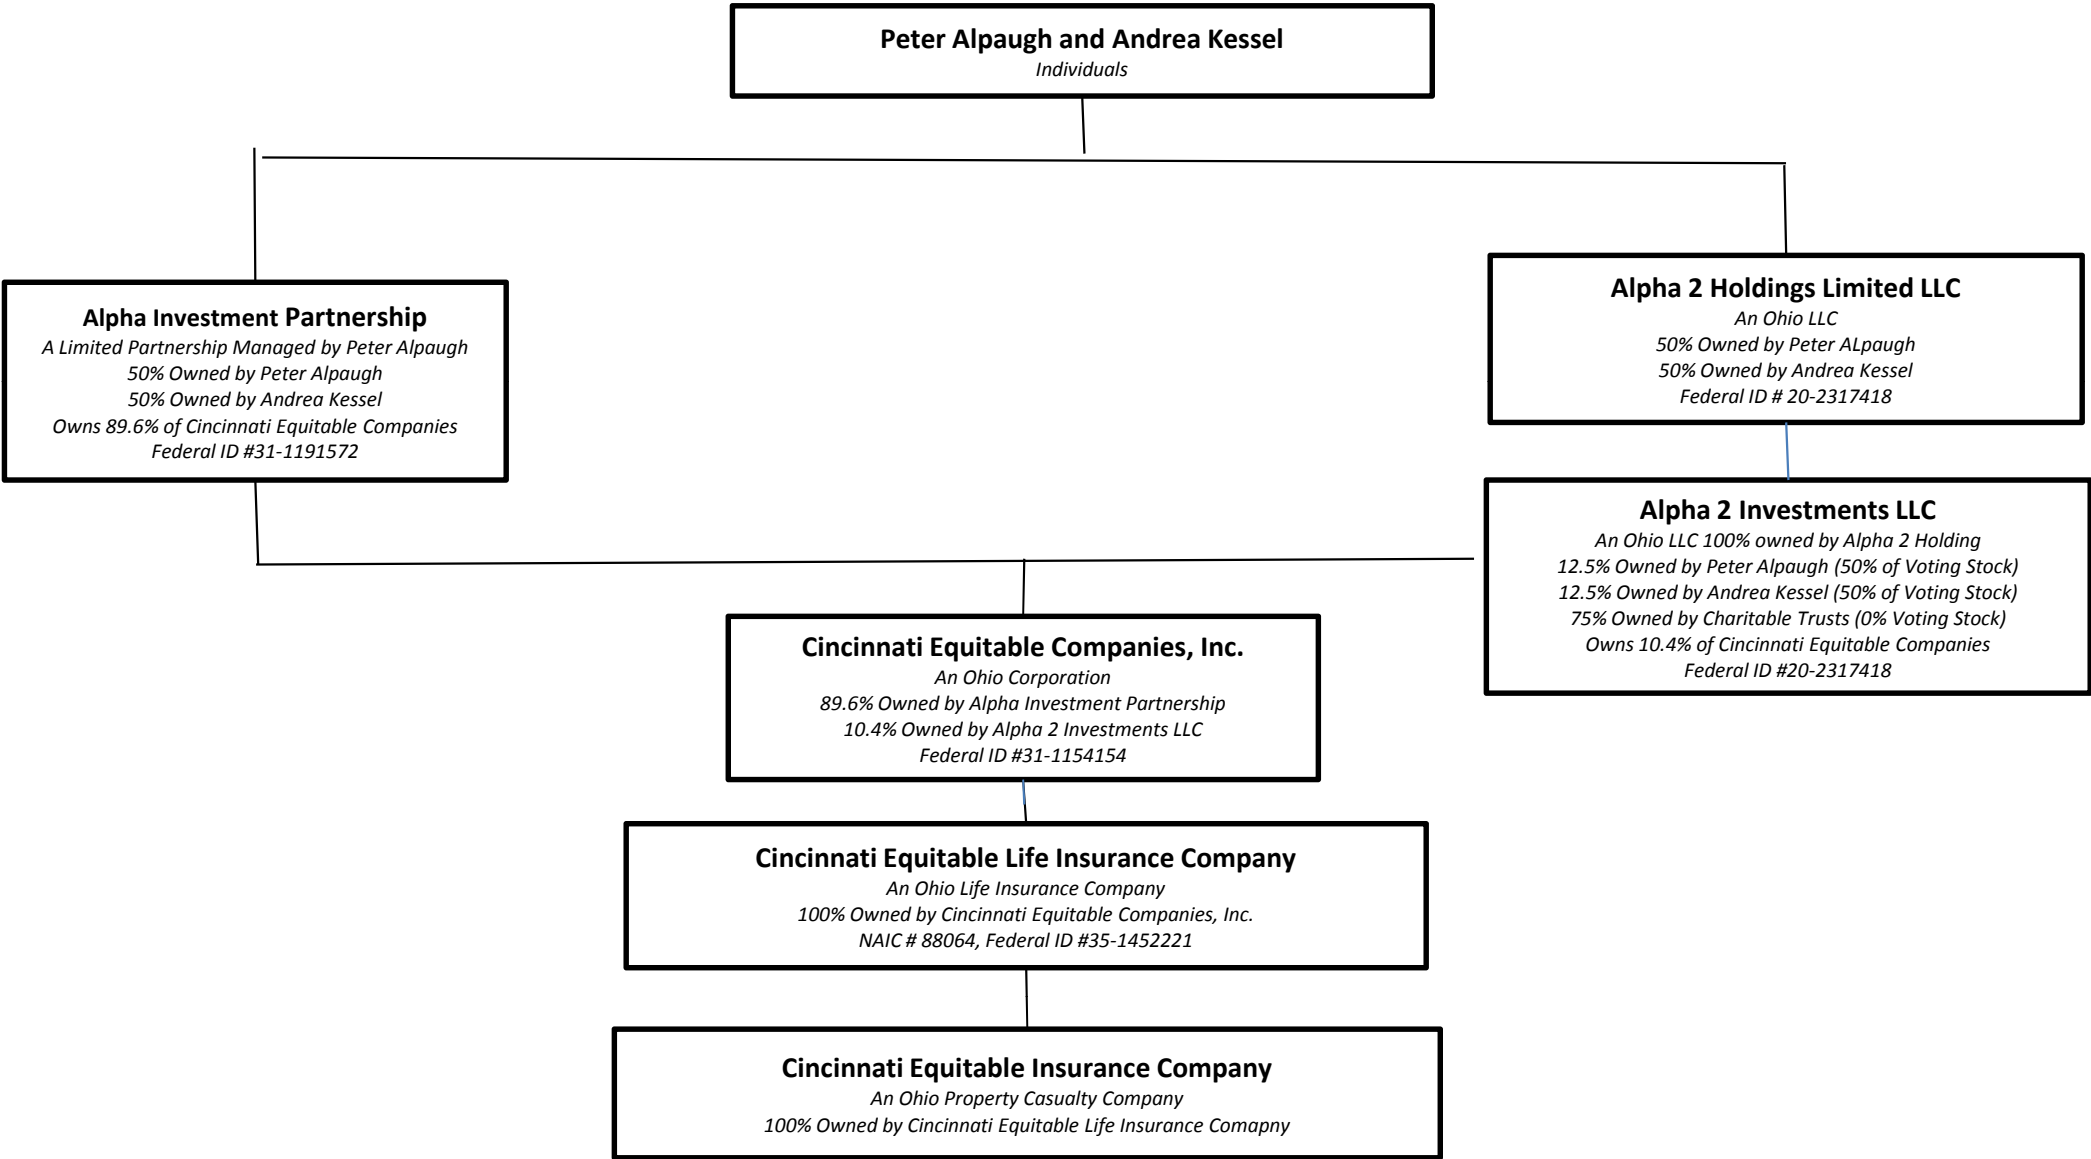 Peter Alpaugh and Andrea Kessel
Individuals
Alpha Investment Partnership
A Limited Partnership Managed by Peter Alpaugh
50% Owned by Peter Alpaugh
50% Owned by Andrea Kessel
Owns 89.6% of Cincinnati Equitable Companies
Federal ID #31-1191572
Alpha 2 Holdings Limited LLC
An Ohio LLC
50% Owned by Peter ALpaugh
50% Owned by Andrea Kessel
Federal ID # 20-2317418
Alpha 2 Investments LLC
An Ohio LLC 100% owned by Alpha 2 Holding
12.5% Owned by Peter Alpaugh (50% of Voting Stock)
12.5% Owned by Andrea Kessel (50% of Voting Stock)
75% Owned by Charitable Trusts (0% Voting Stock)
Owns 10.4% of Cincinnati Equitable Companies
Federal ID #20-2317418
Cincinnati Equitable Companies, Inc.
An Ohio Corporation
89.6% Owned by Alpha Investment Partnership
10.4% Owned by Alpha 2 Investments LLC
Federal ID #31-1154154
Cincinnati Equitable Life Insurance Company
An Ohio Life Insurance Company
100% Owned by Cincinnati Equitable Companies, Inc.
NAIC # 88064, Federal ID #35-1452221
Cincinnati Equitable Insurance Company
An Ohio Property Casualty Company
100% Owned by Cincinnati Equitable Life Insurance Comapny